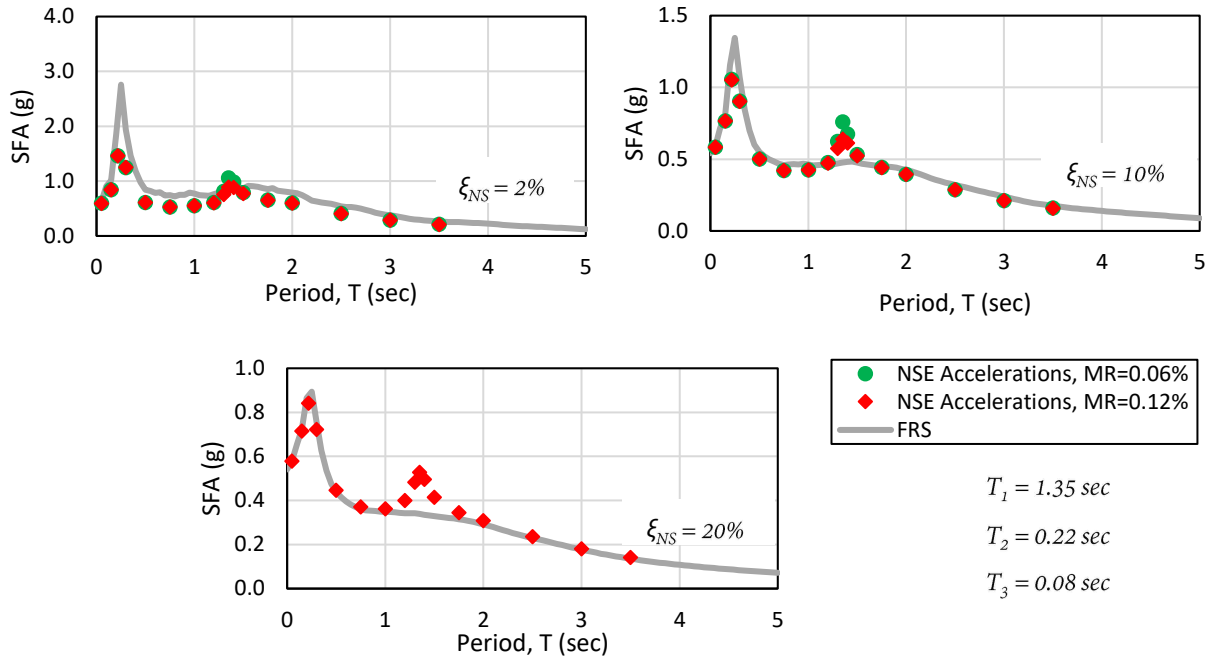 4.0
3.0
2.0
1.0
0.0
SFA (g)
ξNS = 2%
0 1 2 3 4 5
Period, T (sec)
1.5
1.0
0.5
0.0
SFA (g)
ξNS = 10%
0 1 2 3 4 5
Period, T (sec)
1.0
0.8
0.6
0.4
0.2
0.0
SFA (g)
ξNS = 20%
0 1 2 3 4 5
Period, T (sec)
NSE Accelerations, MR=0.06%
NSE Accelerations, MR=0.12%
FRS
T1 = 1.35 sec
T2 = 0.22 sec
T3 = 0.08 sec